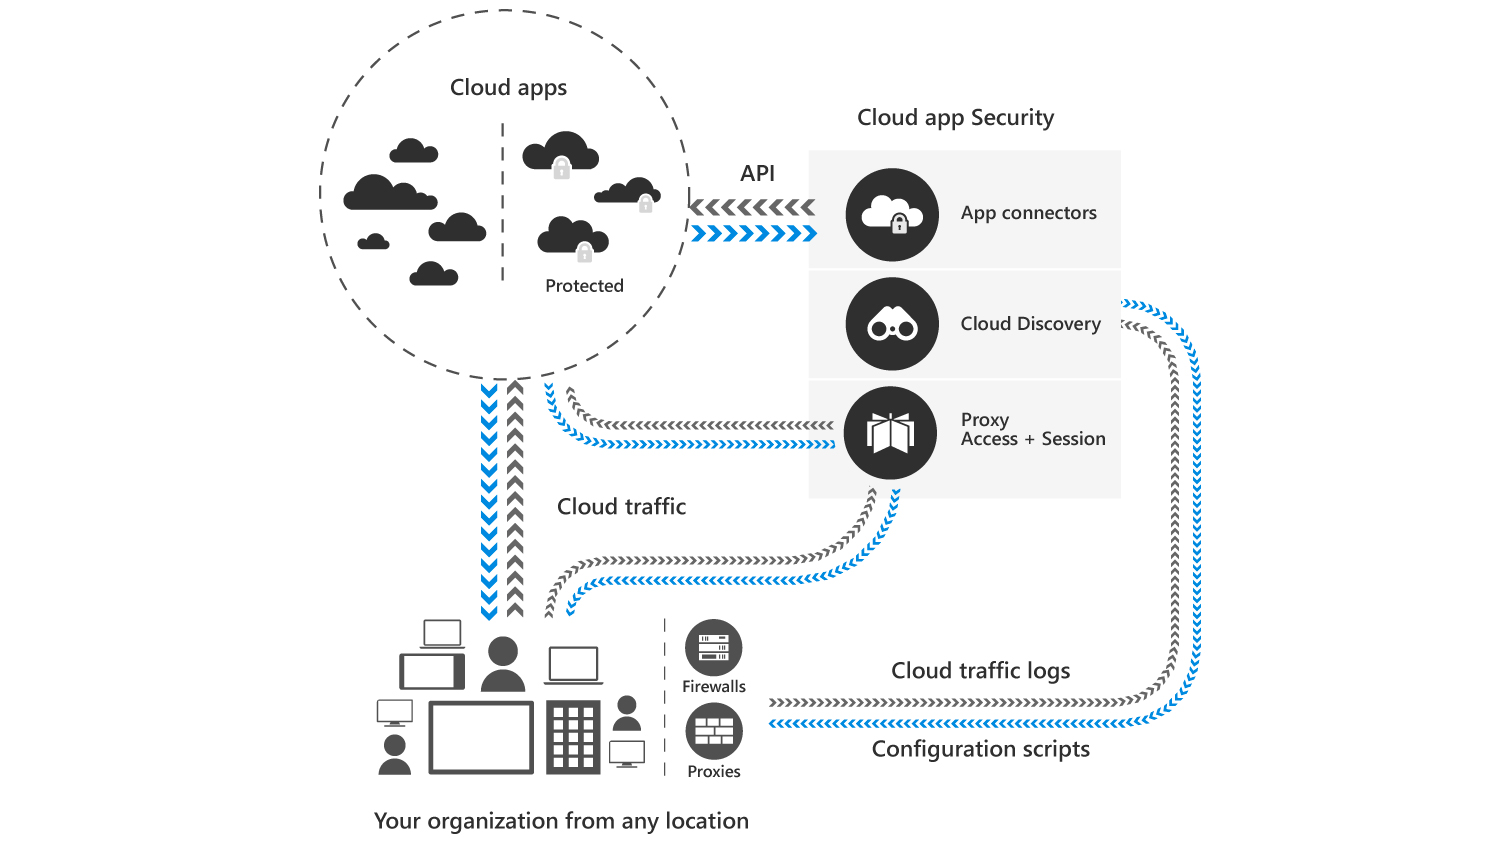 Cloud apps
Protected
API
Cloud app Security
App connectors
Cloud Discovery
Proxy
Access + Session
Cloud traffic
Firewalls
Proxies
Cloud traffic logs
Configuration scripts
Your organization from any location